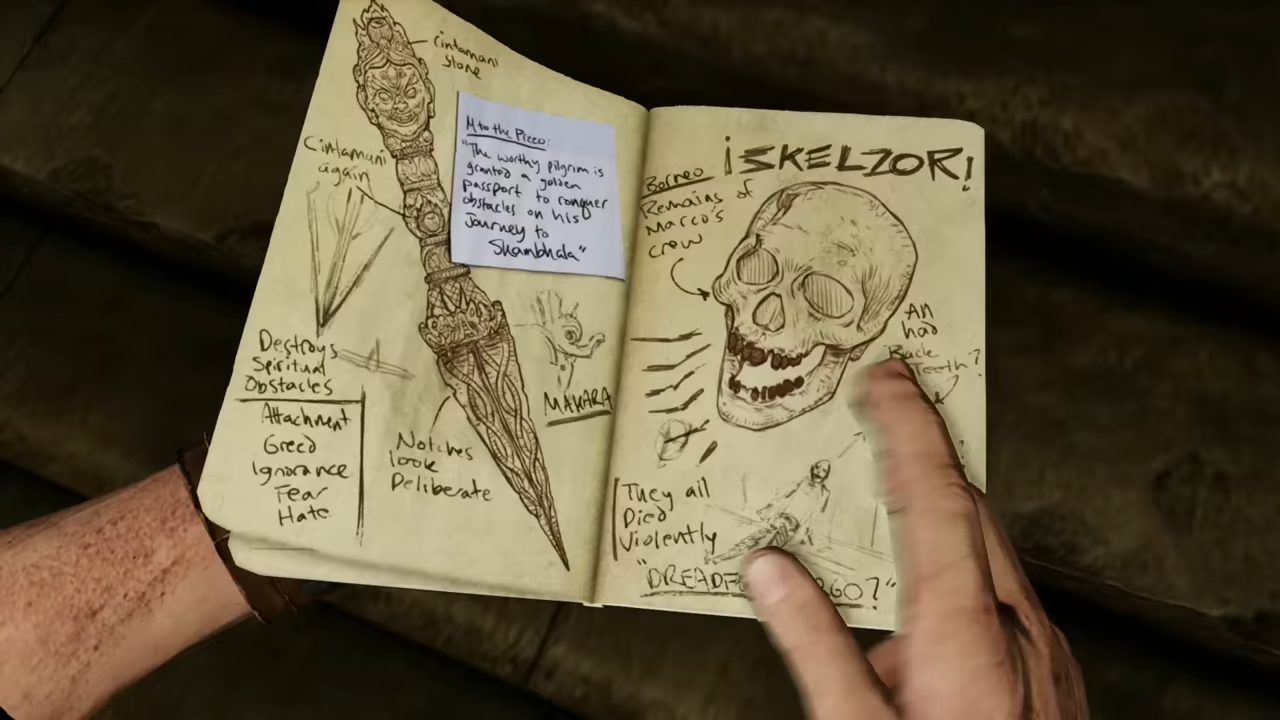 Cintamani
Stone
Cintamani
again
M to the Pizzo:
"The worthy pilgrim is
granted a golden
passport to conquer
obstacles on his
Journey to
Shambhala"
Destroys
Spiritual
Obstacles
Attachment
Greed
Ignorance
Fear
Hate
Notches
look
Deliberate
MAKARA
¡SKELZOR!
Borneo
Remains of
Marco's
crew
All
had
Black
Teeth?
They all
Died
Violently